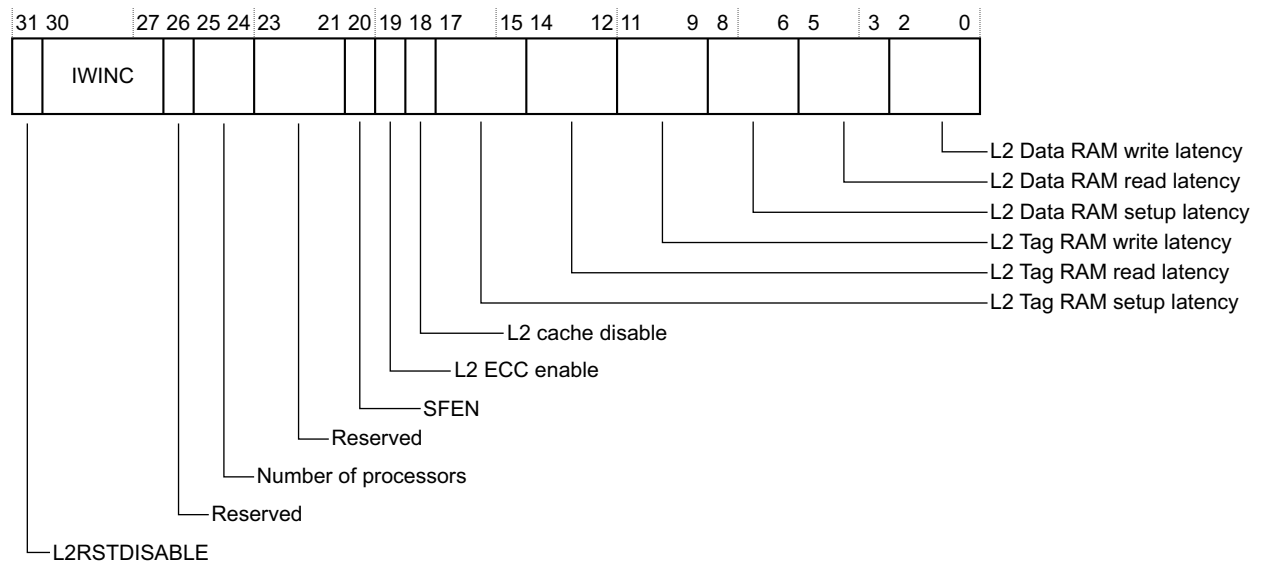 31 30 27 26 25 24 23 21 20 19 18 17 15 14 12 11 9 8 6 5 3 2 0
IWINC
L2 Data RAM write latency
L2 Data RAM read latency
L2 Data RAM setup latency
L2 Tag RAM write latency
L2 Tag RAM read latency
L2 Tag RAM setup latency
L2 cache disable
L2 ECC enable
SFEN
Reserved
Number of processors
Reserved
L2RSTDISABLE